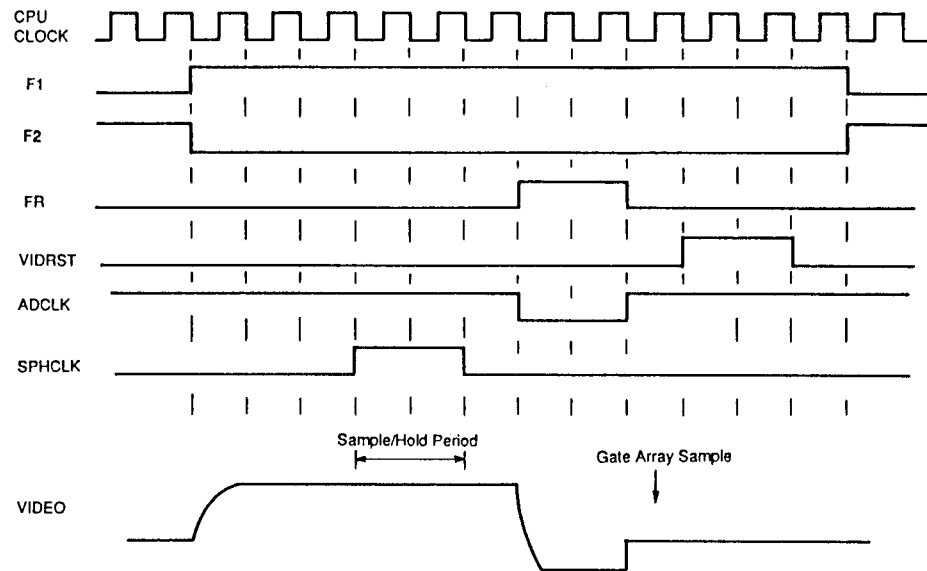 CPU
CLOCK
F1
F2
FR
VIDRST
ADCLK
SPHCLK
Sample/Hold Period
Gate Array Sample
VIDEO